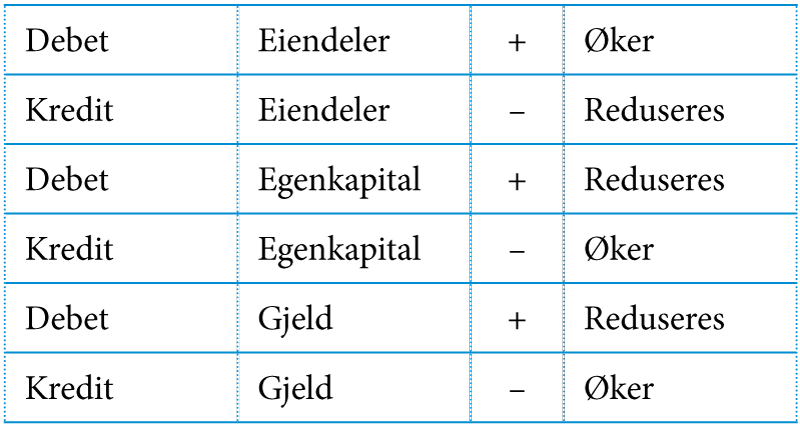 Debet Eiendeler + Øker
Kredit Eiendeler – Reduseres
Debet Egenkapital + Reduseres
Kredit Egenkapital – Øker
Debet Gjeld + Reduseres
Kredit Gjeld – Øker